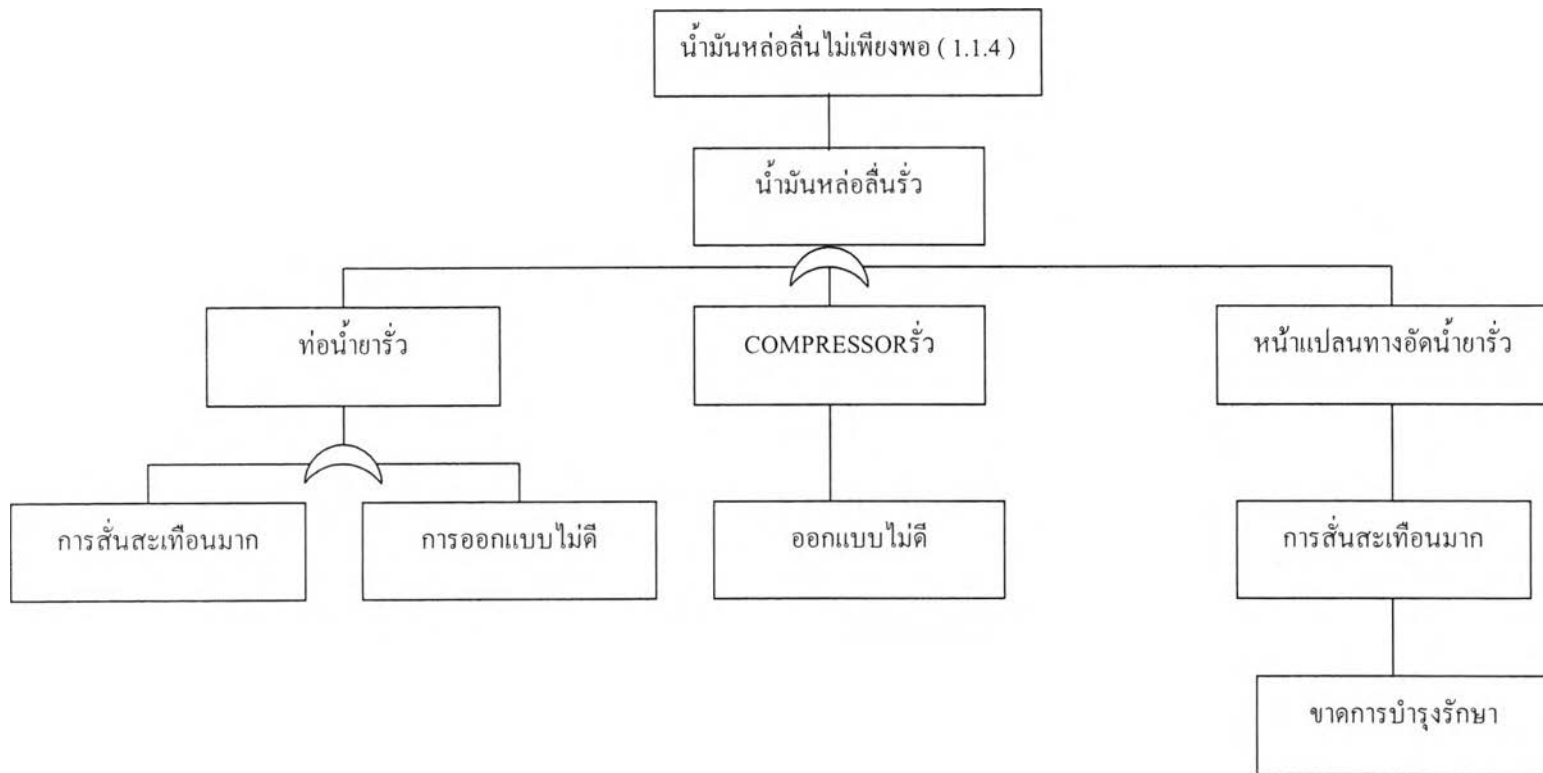 น้ำมันหล่อลื่นไม่เพียงพอ ( 1.1.4 )
น้ำมันหล่อลื่นรั่ว
ท่อน้ำยารั่ว
COMPRESSORรั่ว
หน้าแปลนทางอัดน้ำยารั่ว
การสั่นสะเทือนมาก
การออกแบบไม่ดี
ออกแบบไม่ดี
การสั่นสะเทือนมาก
ขาดการบำรุงรักษา